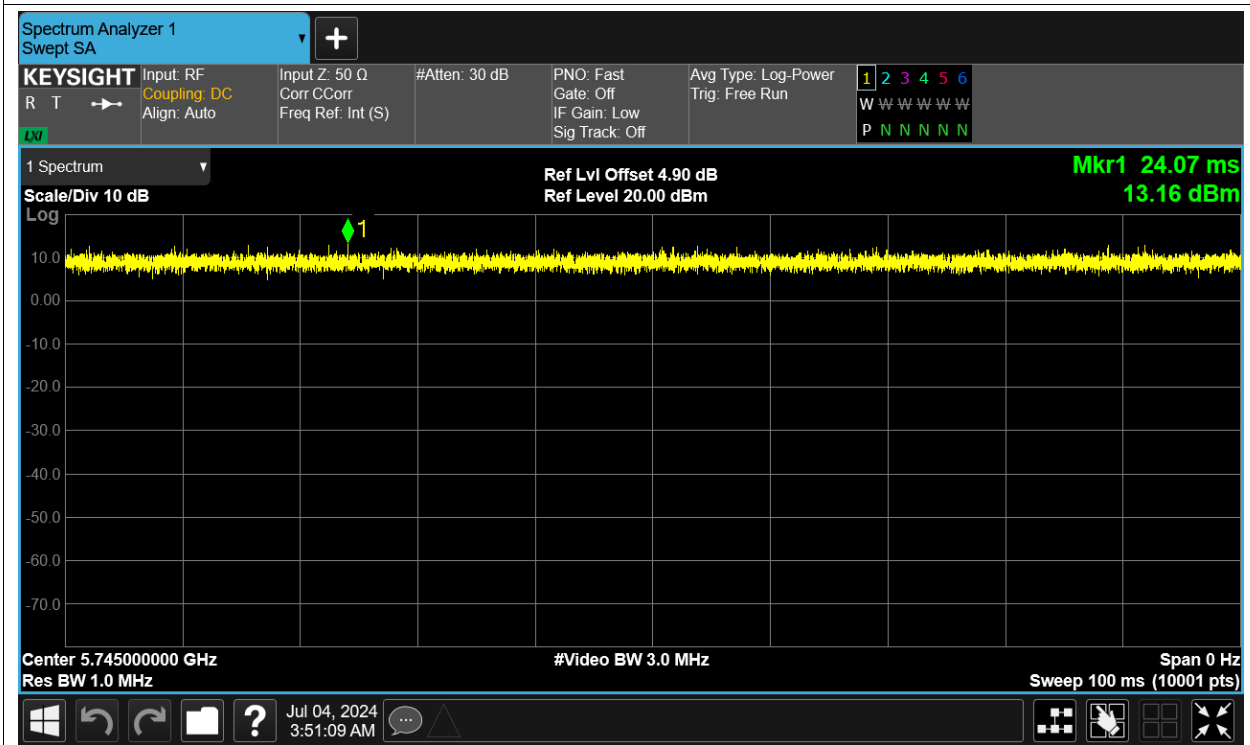 Spectrum Analyzer 1
Swept SA
KEYSIGHT
R T
LXI
Input: RF
Coupling: DC
Align: Auto
Input Z: 50 Ω
Corr CCorr
Freq Ref: Int (S)
#Atten: 30 dB
PNO: Fast
Gate: Off
IF Gain: Low
Sig Track: Off
Avg Type: Log-Power
Trig: Free Run
1 2 3 4 5 6
W W W W W W
P N N N N N
1 Spectrum
Scale/Div 10 dB
Ref Lvl Offset 4.90 dB
Ref Level 20.00 dBm
Mkr1 24.07 ms
13.16 dBm
Log
1
10.0
0.00
-10.0
-20.0
-30.0
-40.0
-50.0
-60.0
-70.0
Center 5.745000000 GHz
Res BW 1.0 MHz
#Video BW 3.0 MHz
Span 0 Hz
Sweep 100 ms (10001 pts)
?
Jul 04, 2024
3:51:09 AM